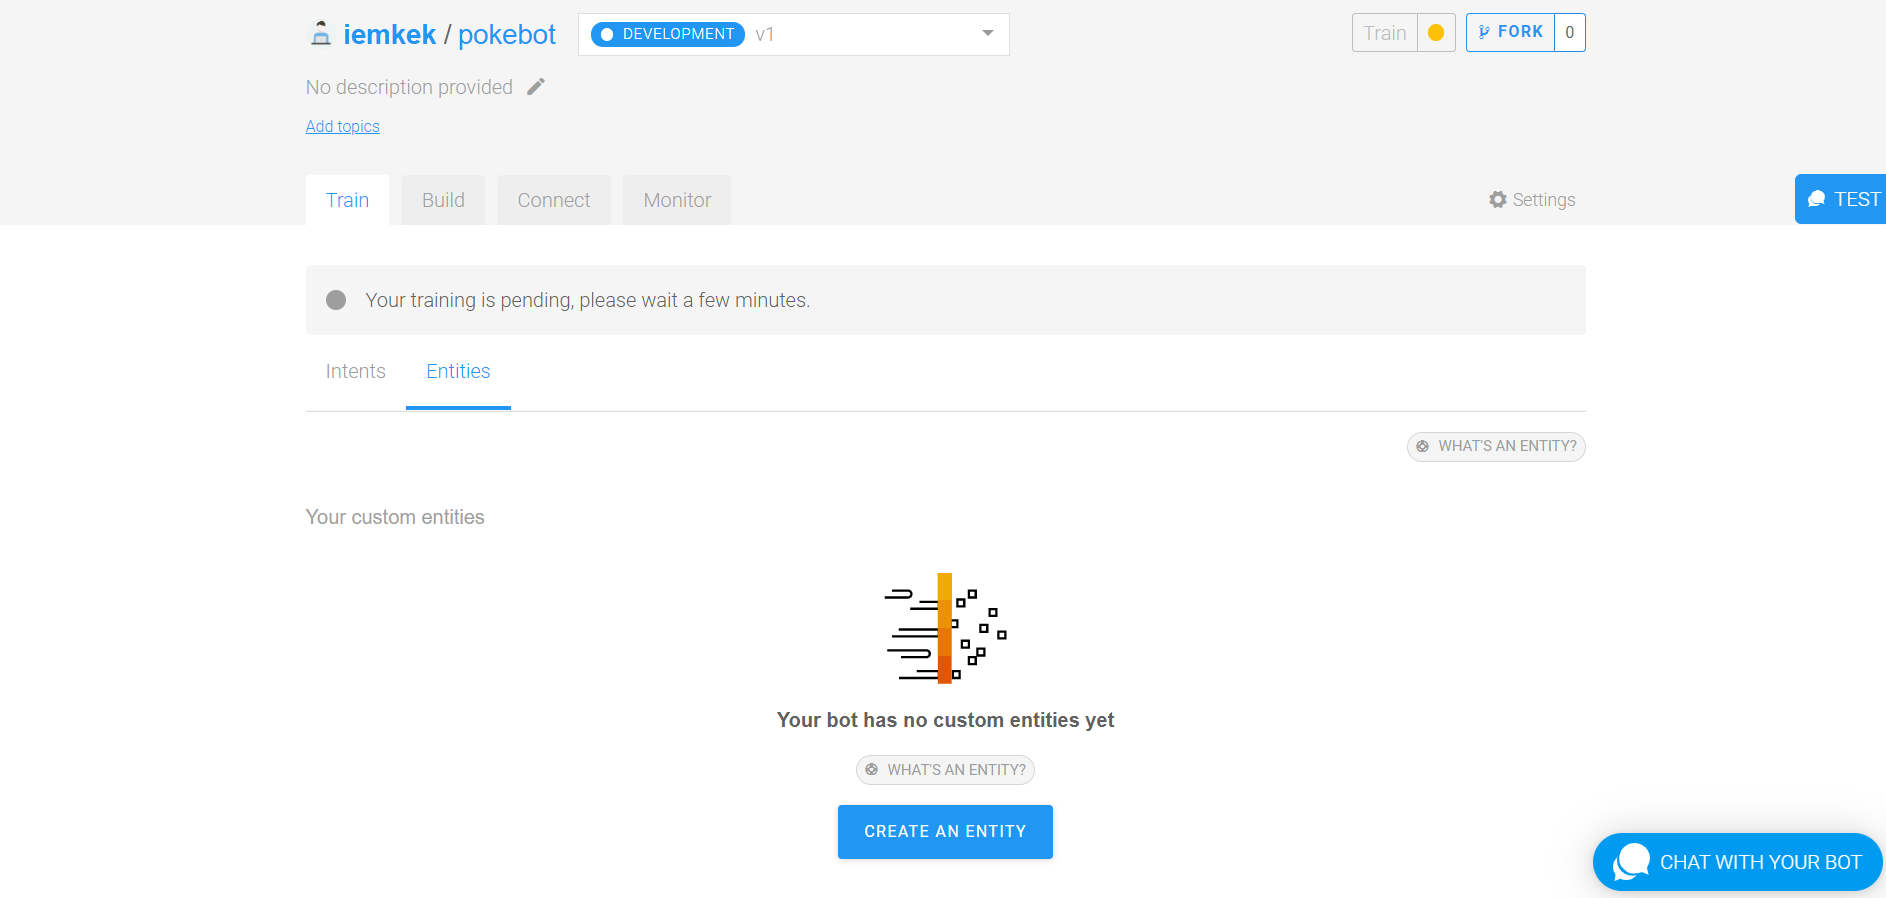 iemkek / pokebot DEVELOPMENT v1 Train FORK 0
No description provided
Add topics
Train Build Connect Monitor Settings TEST
Your training is pending, please wait a few minutes.
Intents Entities
WHAT'S AN ENTITY?
Your custom entities
Your bot has no custom entities yet
WHAT'S AN ENTITY?
CREATE AN ENTITY
CHAT WITH YOUR BOT